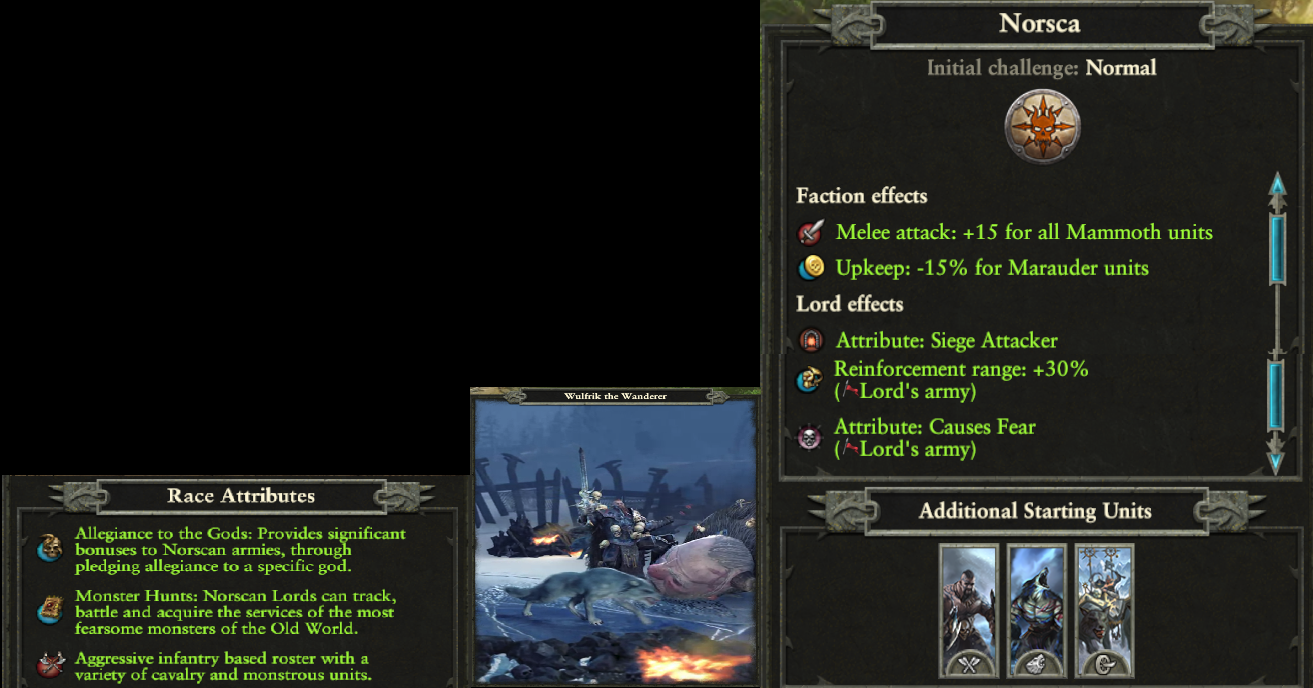 Norsca
Initial challenge: Normal
Faction effects
Melee attack: +15 for all Mammoth units
Upkeep: -15% for Marauder units
Lord effects
Attribute: Siege Attacker
Reinforcement range: +30%
(Lord's army)
Attribute: Causes Fear
(Lord's army)
Additional Starting Units
Wulfrik the Wanderer
Race Attributes
Allegiance to the Gods: Provides significant
bonuses to Norscan armies, through
pledging allegiance to a specific god.
Monster Hunts: Norscan Lords can track,
battle and acquire the services of the most
fearsome monsters of the Old World.
Aggressive infantry based roster with a
variety of cavalry and monstrous units.